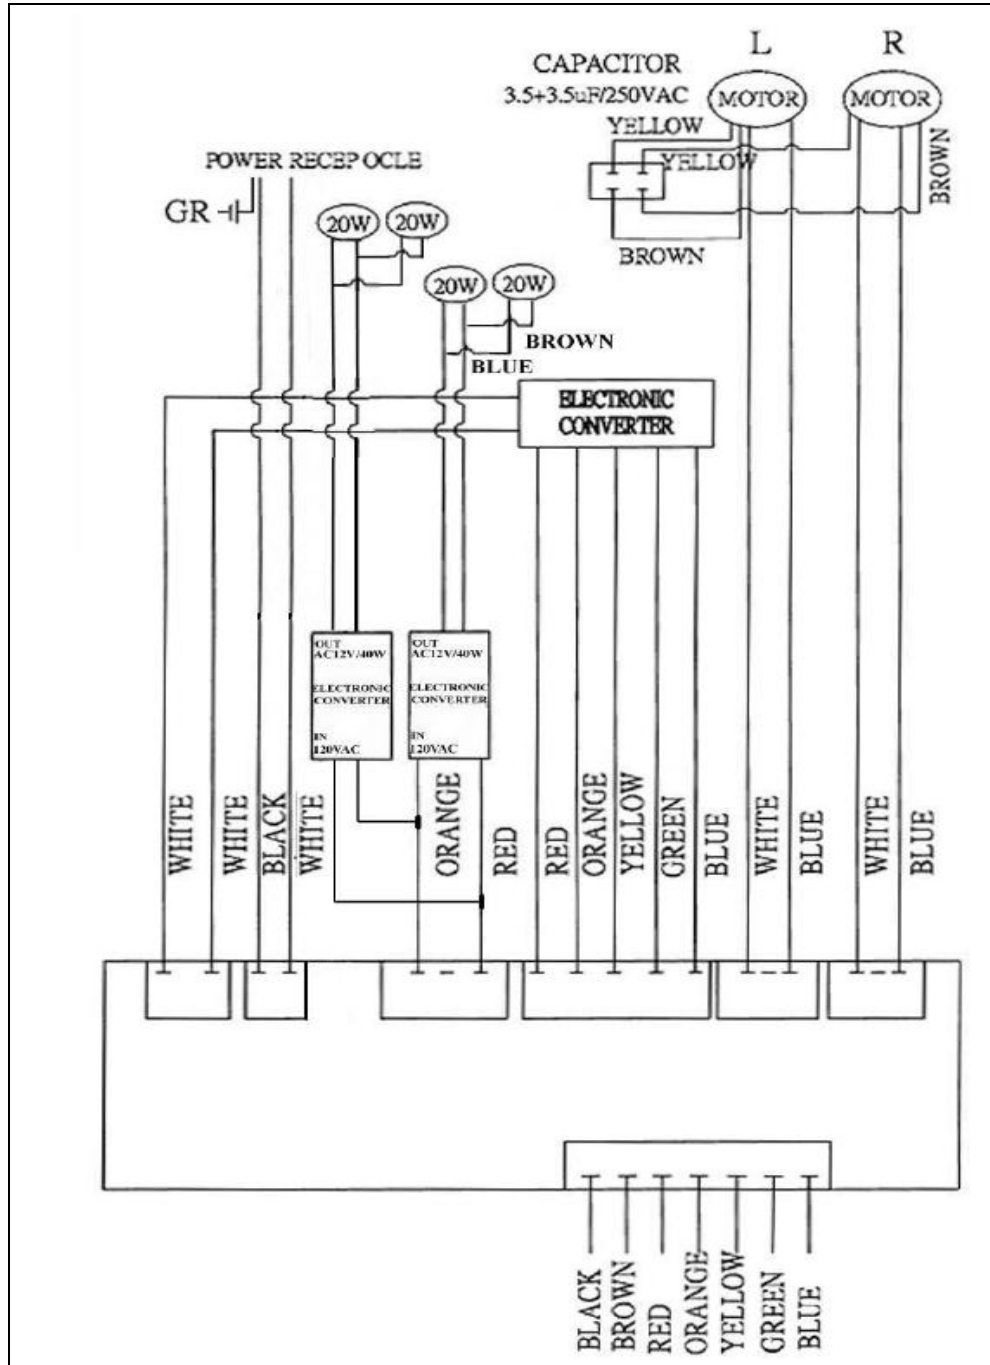 L
R
CAPACITOR
3.5+3.5uF/250VAC
MOTOR
MOTOR
YELLOW
YELLOW
BROWN
BROWN
POWER RECEP OCLE
GR
20W
20W
20W
20W
BROWN
BLUE
ELECTRONIC
CONVERTER
OUT
AC12V/40W
ELECTRONIC
CONVERTER
IN
120VAC
OUT
AC12V/40W
ELECTRONIC
CONVERTER
IN
120VAC
WHITE
WHITE
BLACK
WHITE
ORANGE
RED
RED
ORANGE
YELLOW
GREEN
BLUE
WHITE
BLUE
WHITE
BLUE
BLACK
BROWN
RED
ORANGE
YELLOW
GREEN
BLUE